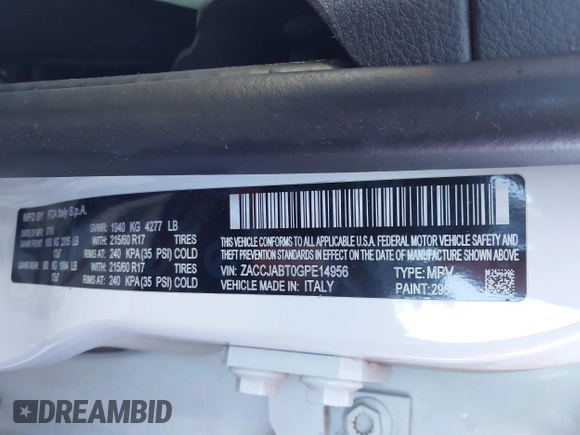 MFD BY FCA Italy S.p.A.
GVWR: 1940 KG 4277 LB
WITH 215/60 R17 TIRES
RIMS AT 240 KPA(35 PSI) COLD
WITH 215/60 R17 TIRES
RIMS AT 240 KPA(35 PSI) COLD
THIS VEHICLE CONFORMS TO ALL APPLICABLE U.S.A. FEDERAL MOTOR VEHICLE SAFETY
BUMPER AND THEFT PREVENTION STANDARDS IN EFFECT ON THE DATE
OF MANUFACTURE SHOWN ABOVE
VIN: ZACCJABT0GPE14956 TYPE: MPV
VEHICLE MADE IN: ITALY PAINT:
DREAMBID